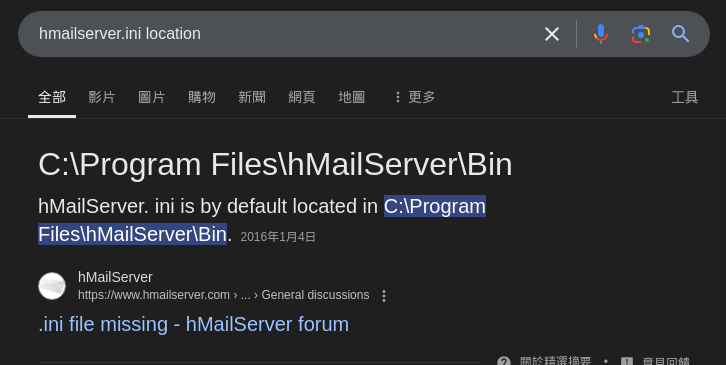 hmailserver.ini location
全部 影片 圖片 購物 新聞 網頁 地圖 更多 工具
C:\Program Files\hMailServer\Bin
hMailServer. ini is by default located in C:\Program
Files\hMailServer\Bin. 2016年1月4日
hMailServer
https://www.hmailserver.com › ... › General discussions
.ini file missing - hMailServer forum
關於精選摘要 • 意見回饋